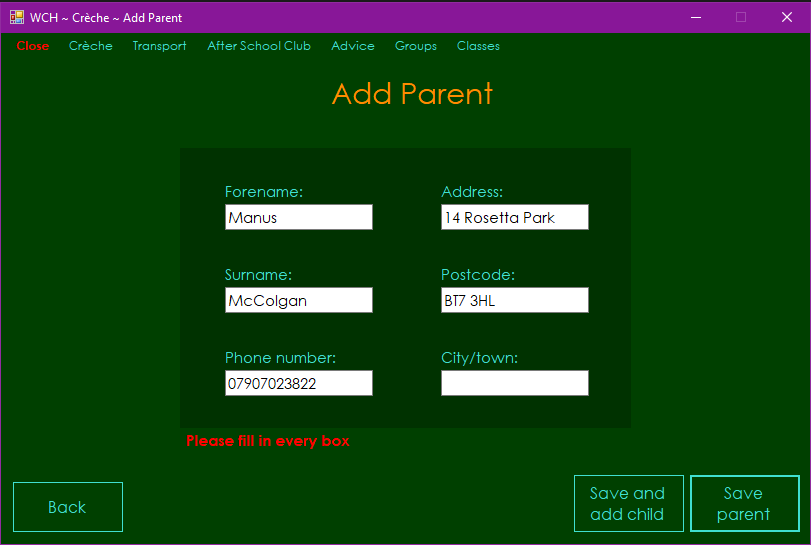 WCH ~ Crèche ~ Add Parent
Close Crèche Transport After School Club Advice Groups Classes
Add Parent
Forename: Address:
Manus 14 Rosetta Park
Surname: Postcode:
McColgan BT7 3HL
Phone number: City/town:
07907023822
Please fill in every box
Back
Save and
add child
Save
parent